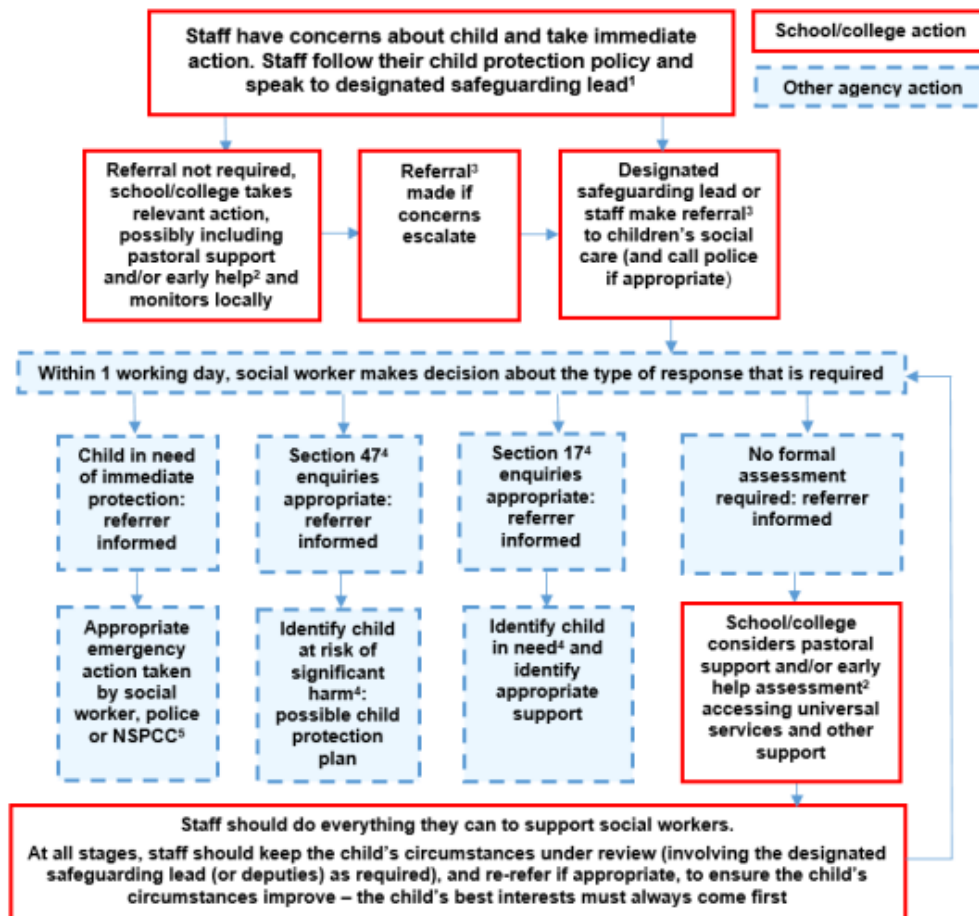 Staff have concerns about child and take immediate
action. Staff follow their child protection policy and
speak to designated safeguarding lead¹
School/college action
Other agency action
Referral not required,
school/college takes
relevant action,
possibly including
pastoral support
and/or early help² and
monitors locally
Referral³
made if
concerns
escalate
Designated
safeguarding lead or
staff make referral³
to children's social
care (and call police
if appropriate)
Within 1 working day, social worker makes decision about the type of response that is required
Child in need
of immediate
protection:
referrer
informed
Section 47⁴
enquiries
appropriate:
referrer
informed
Section 17⁴
enquiries
appropriate:
referrer
informed
No formal
assessment
required: referrer
informed
Appropriate
emergency
action taken
by social
worker, police
or NSPCC⁵
Identify child
at risk of
significant
harm⁴:
possible child
protection
plan
Identify child
in need⁴ and
identify
appropriate
support
School/college
considers pastoral
support and/or early
help assessment²
accessing universal
services and other
support
Staff should do everything they can to support social workers.
At all stages, staff should keep the child's circumstances under review (involving the designated
safeguarding lead (or deputies) as required), and re-refer if appropriate, to ensure the child's
circumstances improve – the child's best interests must always come first